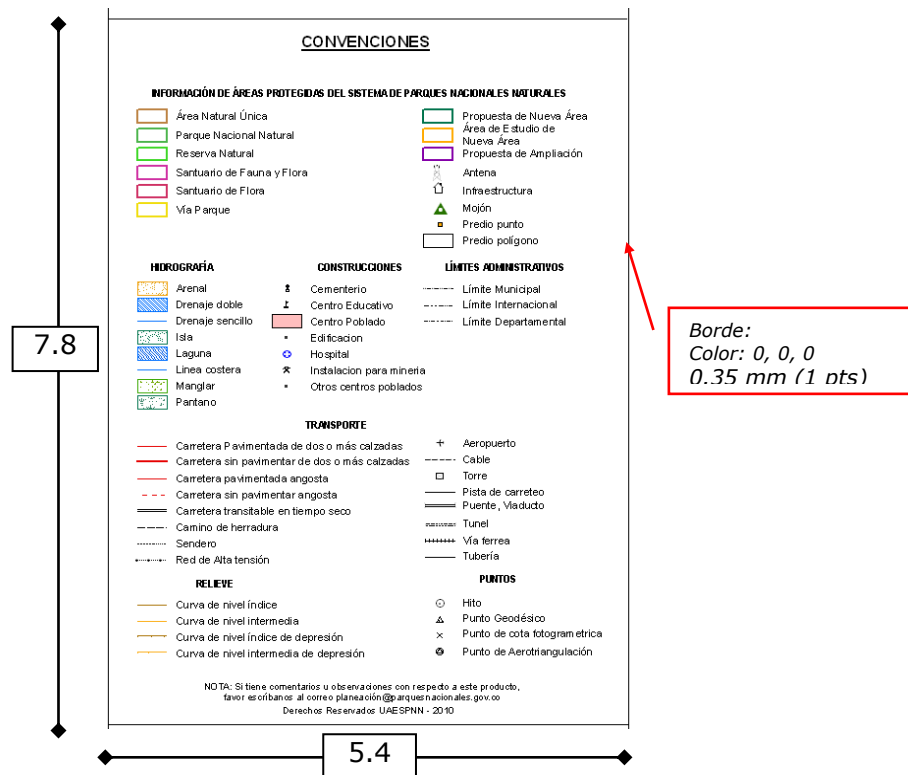 CONVENCIONES
INFORMACIÓN DE ÁREAS PROTEGIDAS DEL SISTEMA DE PARQUES NACIONALES NATURALES
Área Natural Única
Parque Nacional Natural
Reserva Natural
Santuario de Fauna y Flora
Santuario de Flora
Vía Parque
Propuesta de Nueva Área
Área de Estudio de
Nueva Área
Propuesta de Ampliación
Antena
Infraestructura
Mojón
Predio punto
Predio polígono
HIDROGRAFÍA
Arenal
Drenaje doble
Drenaje sencillo
Isla
Laguna
Linea costera
Manglar
Pantano
CONSTRUCCIONES
Cementerio
Centro Educativo
Centro Poblado
Edificacion
Hospital
Instalacion para mineria
Otros centros poblados
LÍMITES ADMINISTRATIVOS
Límite Municipal
Límite Internacional
Límite Departamental
TRANSPORTE
Carretera Pavimentada de dos o más calzadas
Carretera sin pavimentar de dos o más calzadas
Carretera pavimentada angosta
Carretera sin pavimentar angosta
Carretera transitable en tiempo seco
Camino de herradura
Sendero
Red de Alta tensión
Aeropuerto
Cable
Torre
Pista de carreteo
Puente, Viaducto
Tunel
Vía ferrea
Tubería
RELIEVE
Curva de nivel índice
Curva de nivel intermedia
Curva de nivel índice de depresión
Curva de nivel intermedia de depresión
PUNTOS
Hito
Punto Geodésico
Punto de cota fotogrametrica
Punto de Aerotriangulación
NOTA: Si tiene comentarios u observaciones con respecto a este producto,
favor escríbanos al correo planeación@parquesnacionales.gov.co
Derechos Reservados UAESPNN - 2010
7.8
5.4
Borde:
Color: 0, 0, 0
0.35 mm (1 pts)